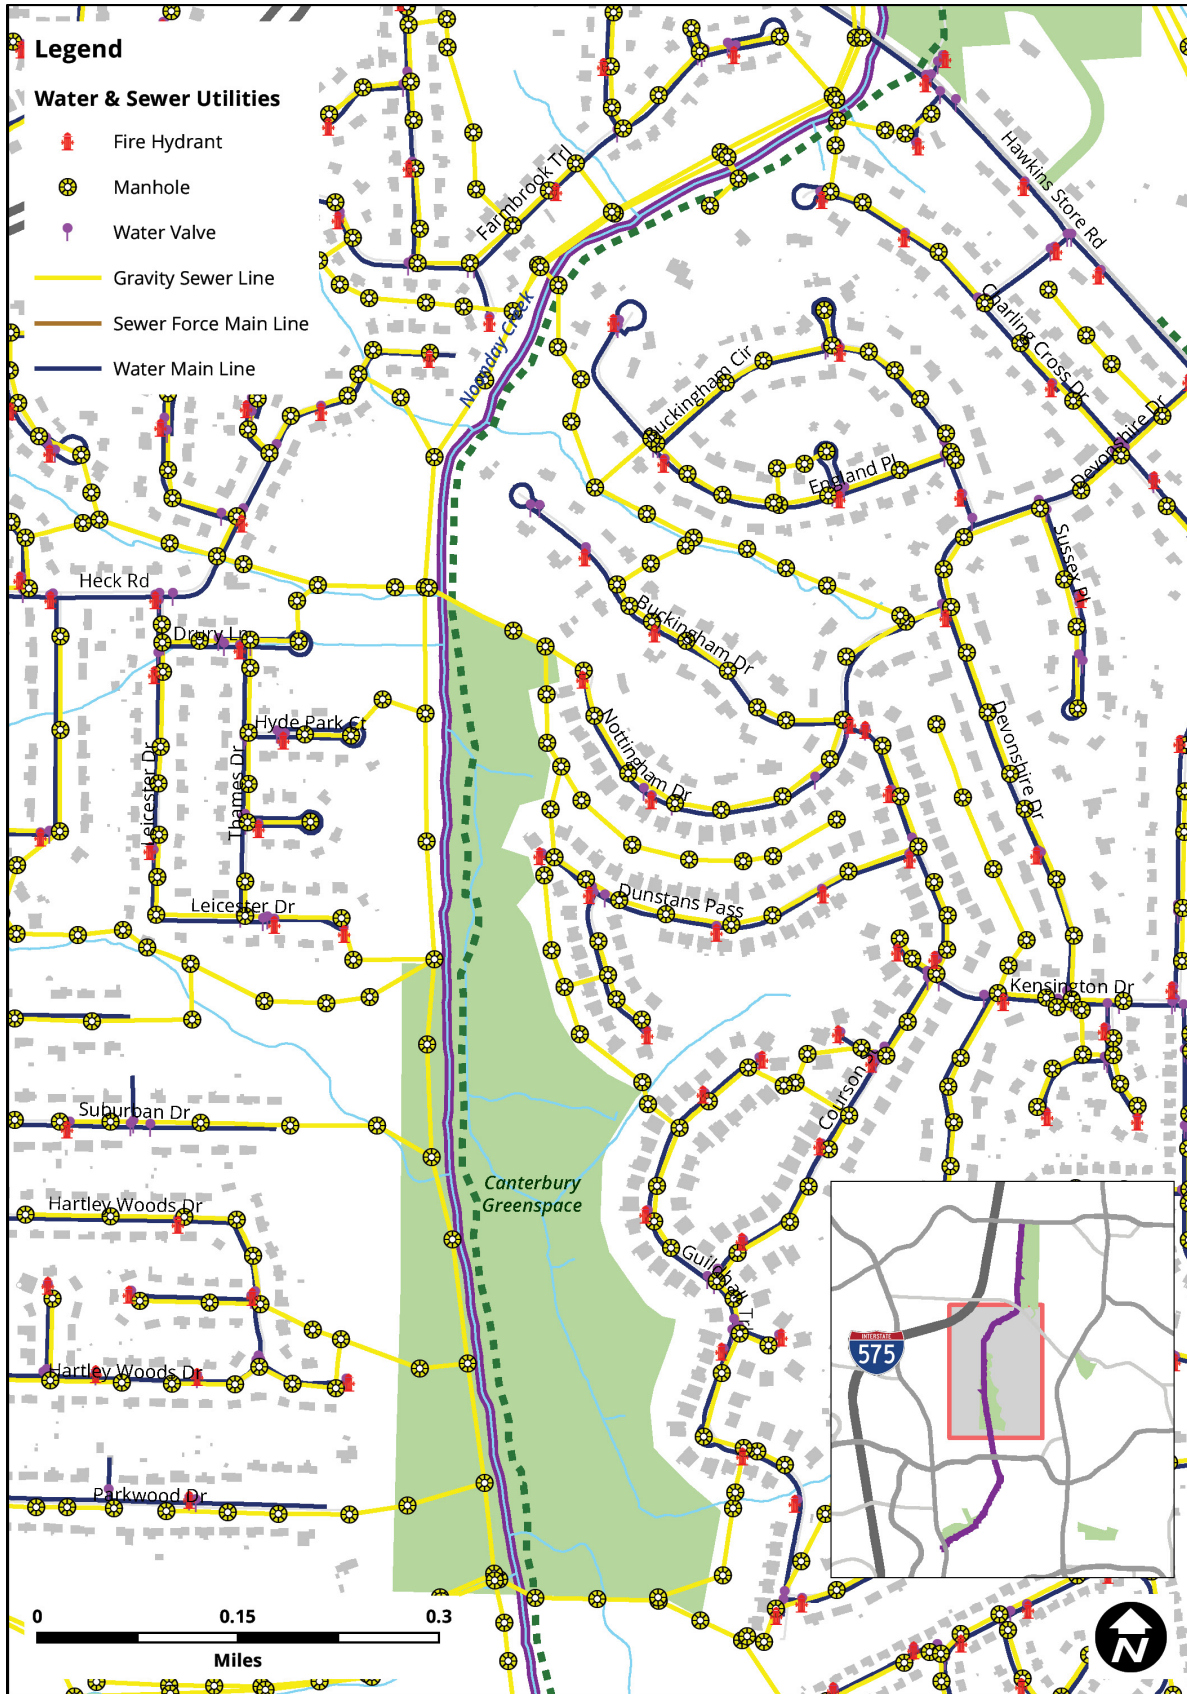 Legend
Water & Sewer Utilities
Fire Hydrant
Manhole
Water Valve
Gravity Sewer Line
Sewer Force Main Line
Water Main Line
Farmbrook Trl
Hawkins Store Rd
Noonday Creek
Charling Cross Dr
Buckingham Cir
England Pl
Devonshire Dr
Sussex Pl
Heck Rd
Drury Ln
Buckingham Dr
Hyde Park Ct
Nottingham Dr
Devonshire Dr
Leicester Dr
Thames Dr
Dunstans Pass
Leicester Dr
Kensington Dr
Courson
Suburban Dr
Canterbury
Greenspace
Hartley Woods Dr
Guildhall Trl
Hartley Woods Dr
Parkwood Dr
INTERSTATE
575
0 0.15 0.3
Miles
N